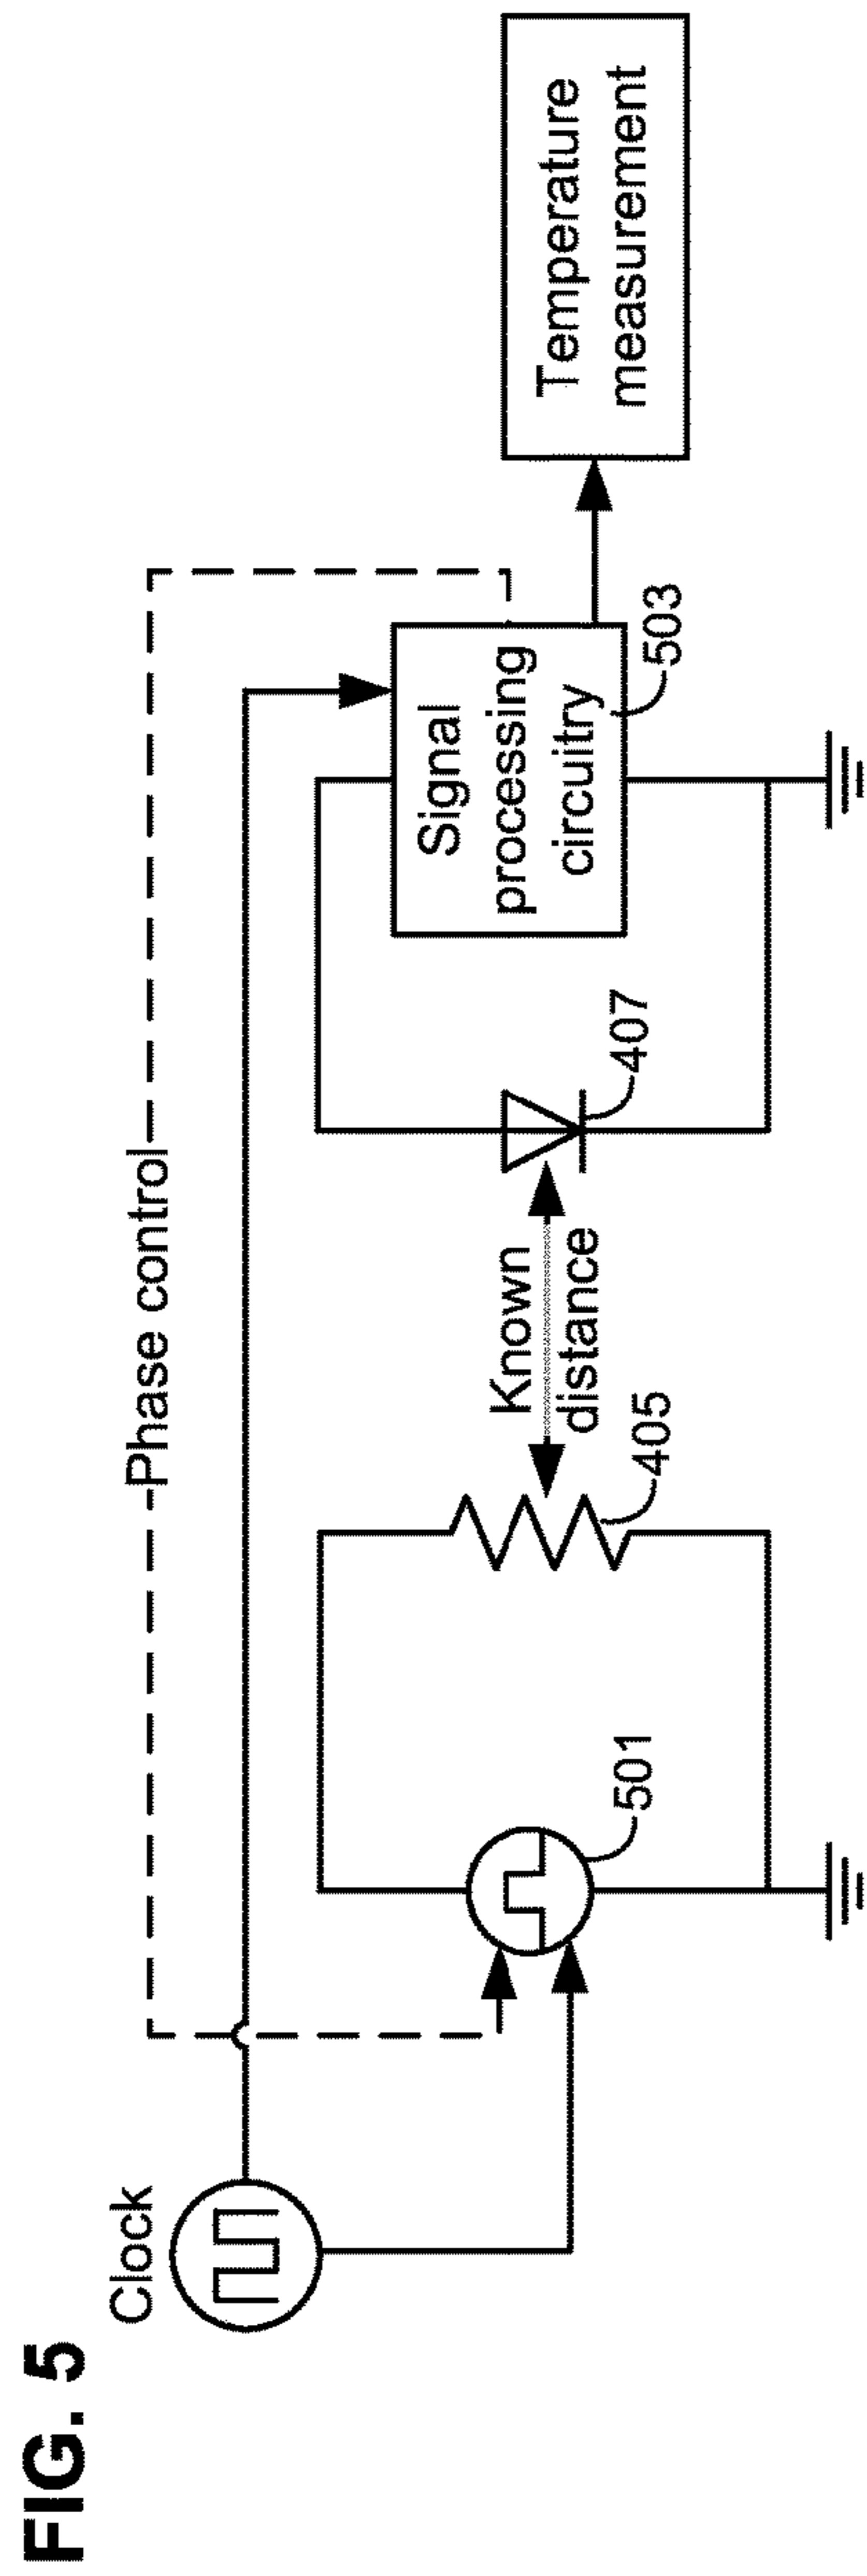 FIG. 5
Clock
Phase control
501
405
Known
distance
407
Signal
processing
circuitry
503
Temperature
measurement